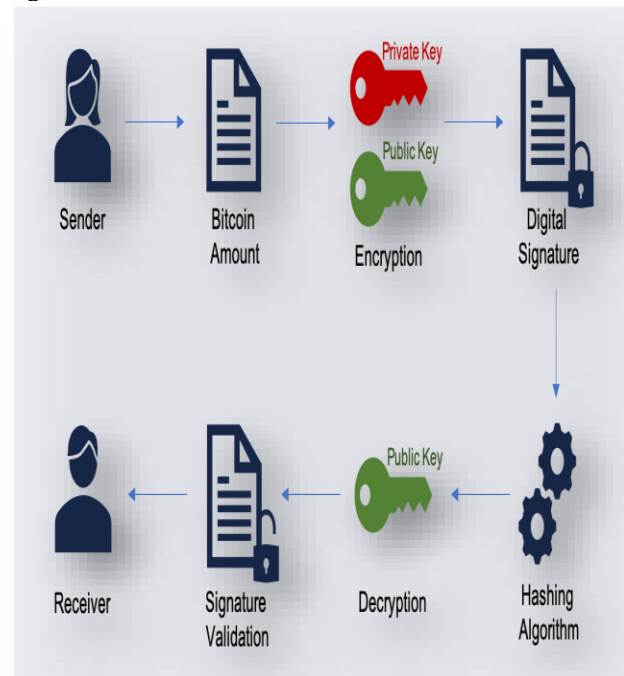 Private Key
Public Key
Sender
Bitcoin
Amount
Encryption
Digital
Signature
Public Key
Receiver
Signature
Validation
Decryption
Hashing
Algorithm